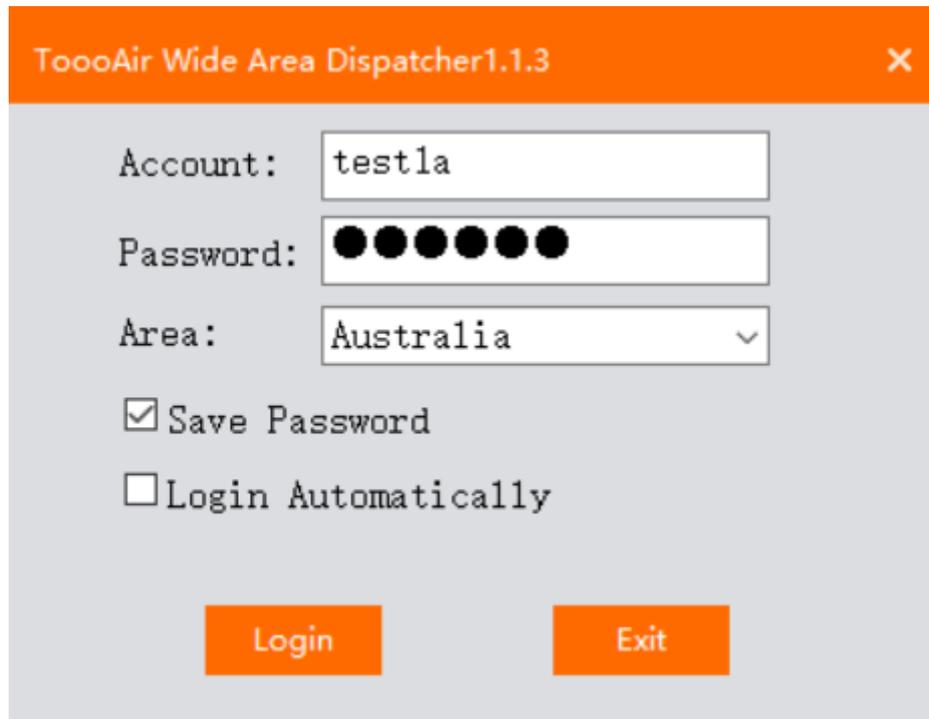 ToooAir Wide Area Dispatcher1.1.3
Account: test1a
Password: ●●●●●●
Area: Australia
Save Password
Login Automatically
Login Exit